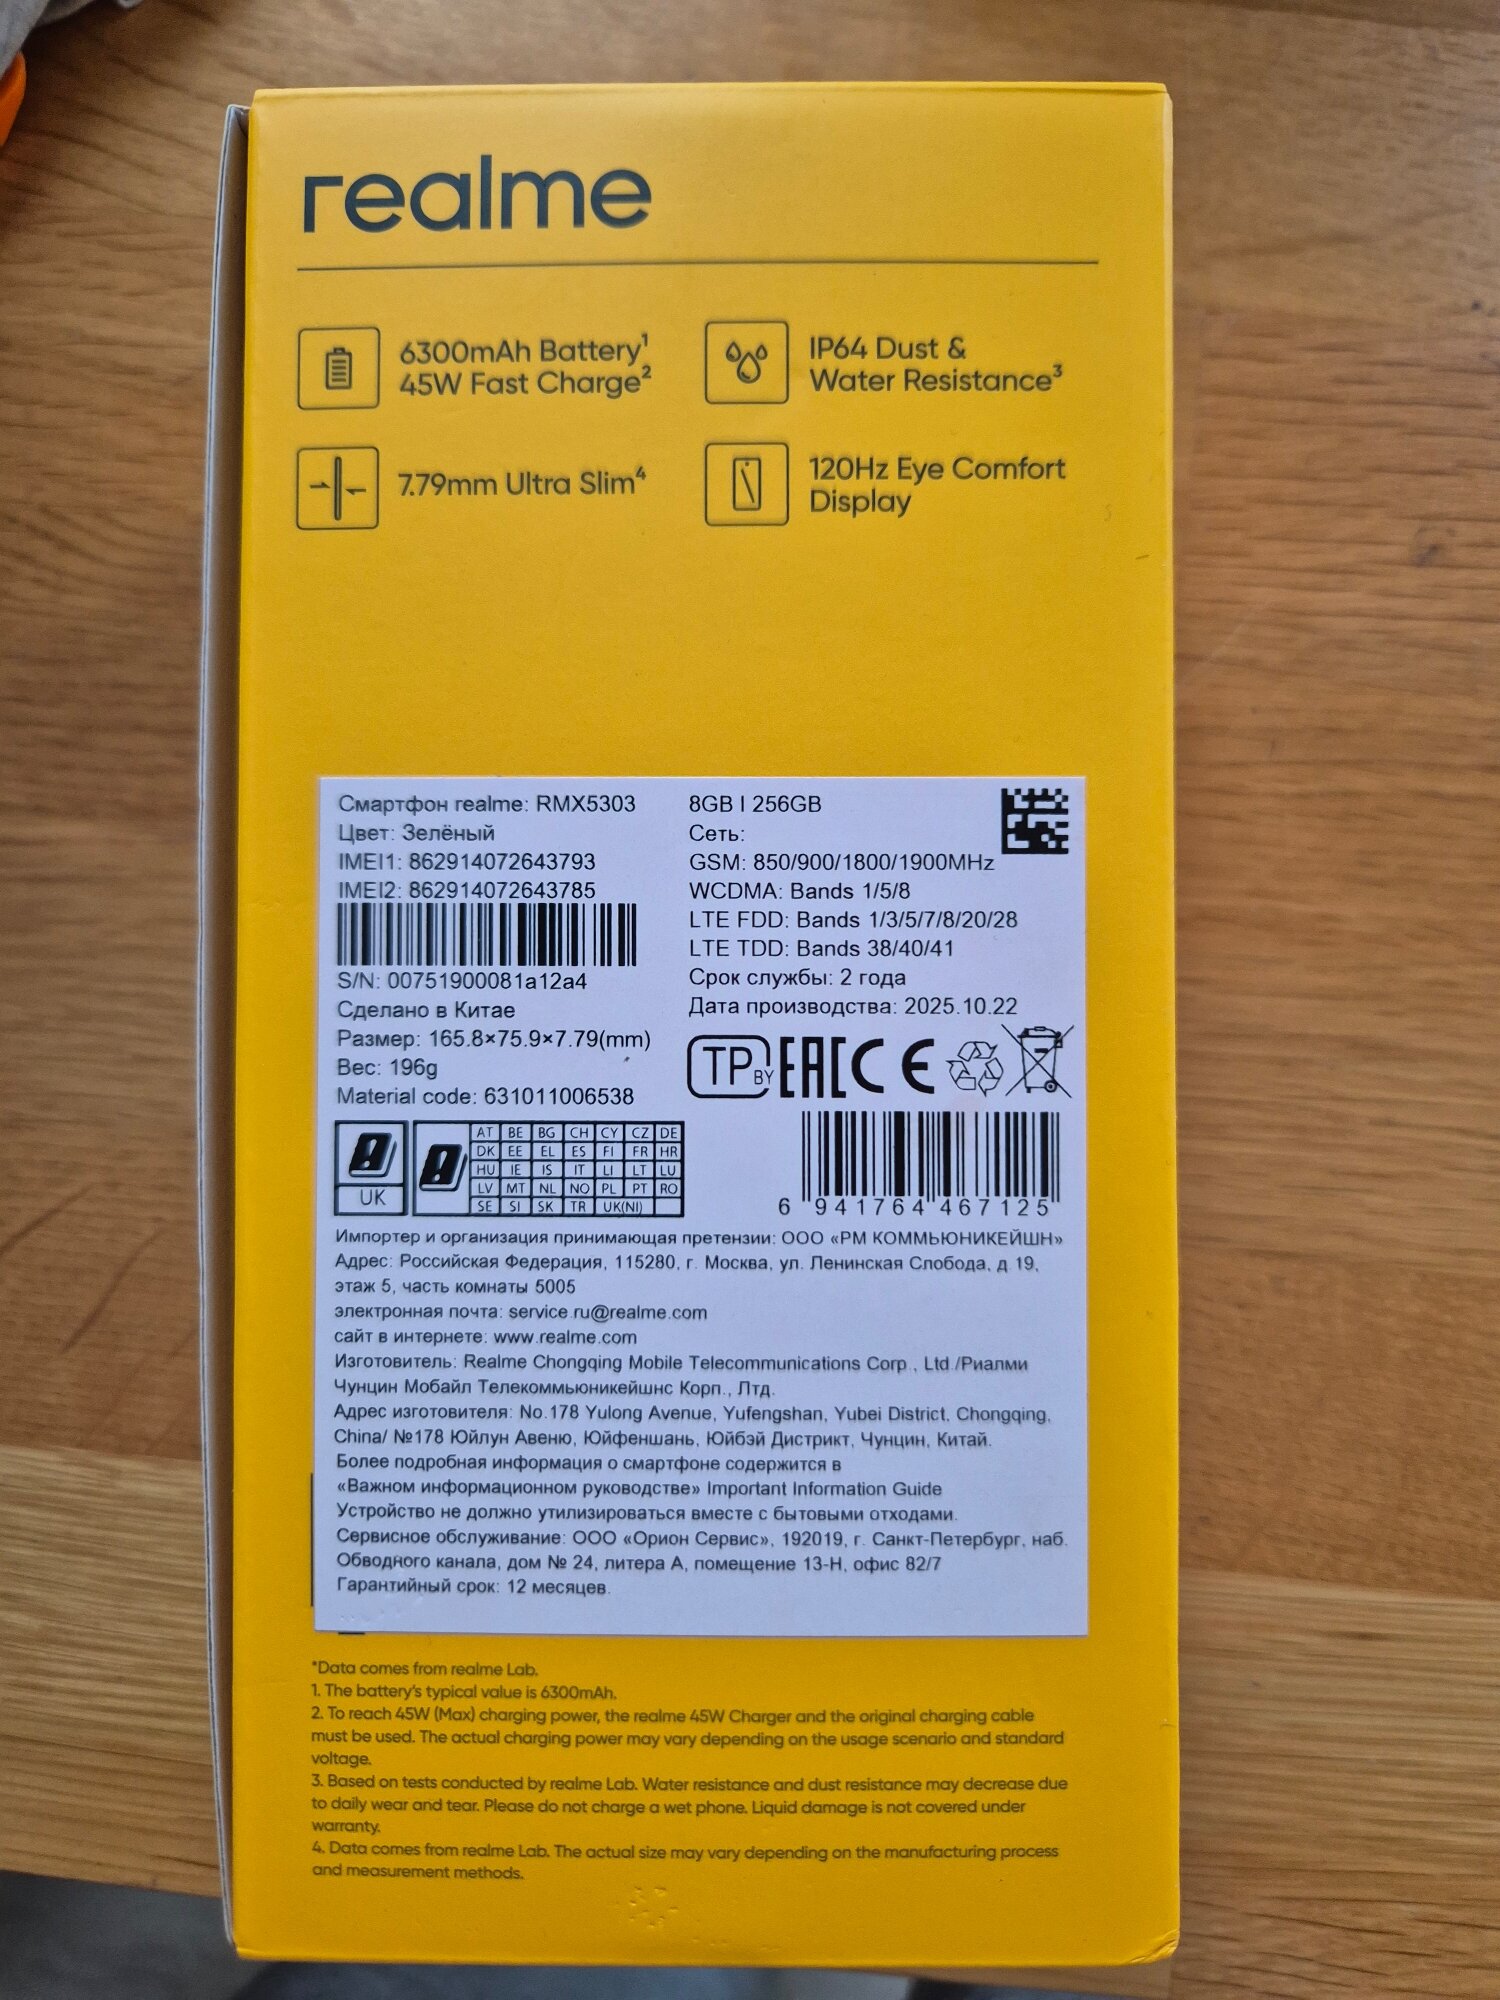 realme
6300mAh Battery¹
45W Fast Charge²
IP64 Dust &
Water Resistance³
7.79mm Ultra Slim⁴
120Hz Eye Comfort
Display
Смартфон realme: RMX5303
Цвет: Зелёный
IMEI1: 862914072643793
IMEI2: 862914072643785
S/N: 00751900081a12a4
Сделано в Китае
Размер: 165.8×75.9×7.79(mm)
Вес: 196g
Material code: 631011006538
8GB | 256GB
Сеть:
GSM: 850/900/1800/1900MHz
WCDMA: Bands 1/5/8
LTE FDD: Bands 1/3/5/7/8/20/28
LTE TDD: Bands 38/40/41
Срок службы: 2 года
Дата производства: 2025.10.22
TP BY EAC CE
UK
AT BE BG CH CY CZ DE
DK EE EL ES FI FR HR
HU IE IS IT LI LT LU
LV MT NL NO PL PT RO
SE SI SK TR UK(NI)
6 941764 467125
Импортер и организация принимающая претензии: ООО «РМ КОММЬЮНИКЕЙШН»
Адрес: Российская Федерация, 115280, г. Москва, ул. Ленинская Слобода, д 19,
этаж 5, часть комнаты 5005
электронная почта: service.ru@realme.com
сайт в интернете: www.realme.com
Изготовитель: Realme Chongqing Mobile Telecommunications Corp., Ltd./Риалми
Чунцин Мобайл Телекоммьюникейшнс Корп., Лтд.
Адрес изготовителя: No.178 Yulong Avenue, Yufengshan, Yubei District, Chongqing,
China/ №178 Юйлун Авеню, Юйфеншань, Юйбэй Дистрикт, Чунцин, Китай.
Более подробная информация о смартфоне содержится в
«Важном информационном руководстве» Important Information Guide
Устройство не должно утилизироваться вместе с бытовыми отходами.
Сервисное обслуживание: ООО «Орион Сервис», 192019, г. Санкт-Петербург, наб.
Обводного канала, дом № 24, литера А, помещение 13-Н, офис 82/7
Гарантийный срок: 12 месяцев.
*Data comes from realme Lab.
1. The battery's typical value is 6300mAh.
2. To reach 45W (Max) charging power, the realme 45W Charger and the original charging cable
must be used. The actual charging power may vary depending on the usage scenario and standard
voltage.
3. Based on tests conducted by realme Lab. Water resistance and dust resistance may decrease due
to daily wear and tear. Please do not charge a wet phone. Liquid damage is not covered under
warranty.
4. Data comes from realme Lab. The actual size may vary depending on the manufacturing process
and measurement methods.